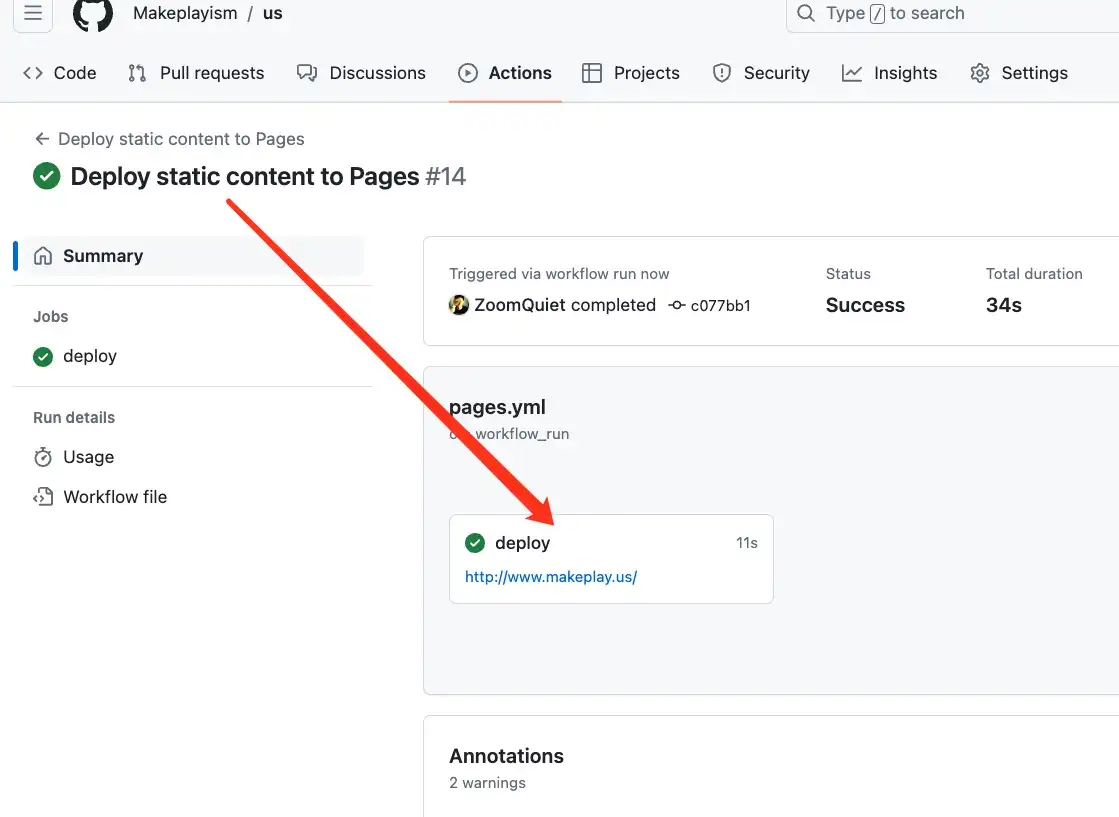 Makeplayism / us
Type / to search
Code Pull requests Discussions Actions Projects Security Insights Settings
← Deploy static content to Pages
Deploy static content to Pages #14
Summary
Jobs
deploy
Run details
Usage
Workflow file
Triggered via workflow run now
ZoomQuiet completed c077bb1
Status
Success
Total duration
34s
pages.yml
workflow_run
deploy 11s
http://www.makeplay.us/
Annotations
2 warnings